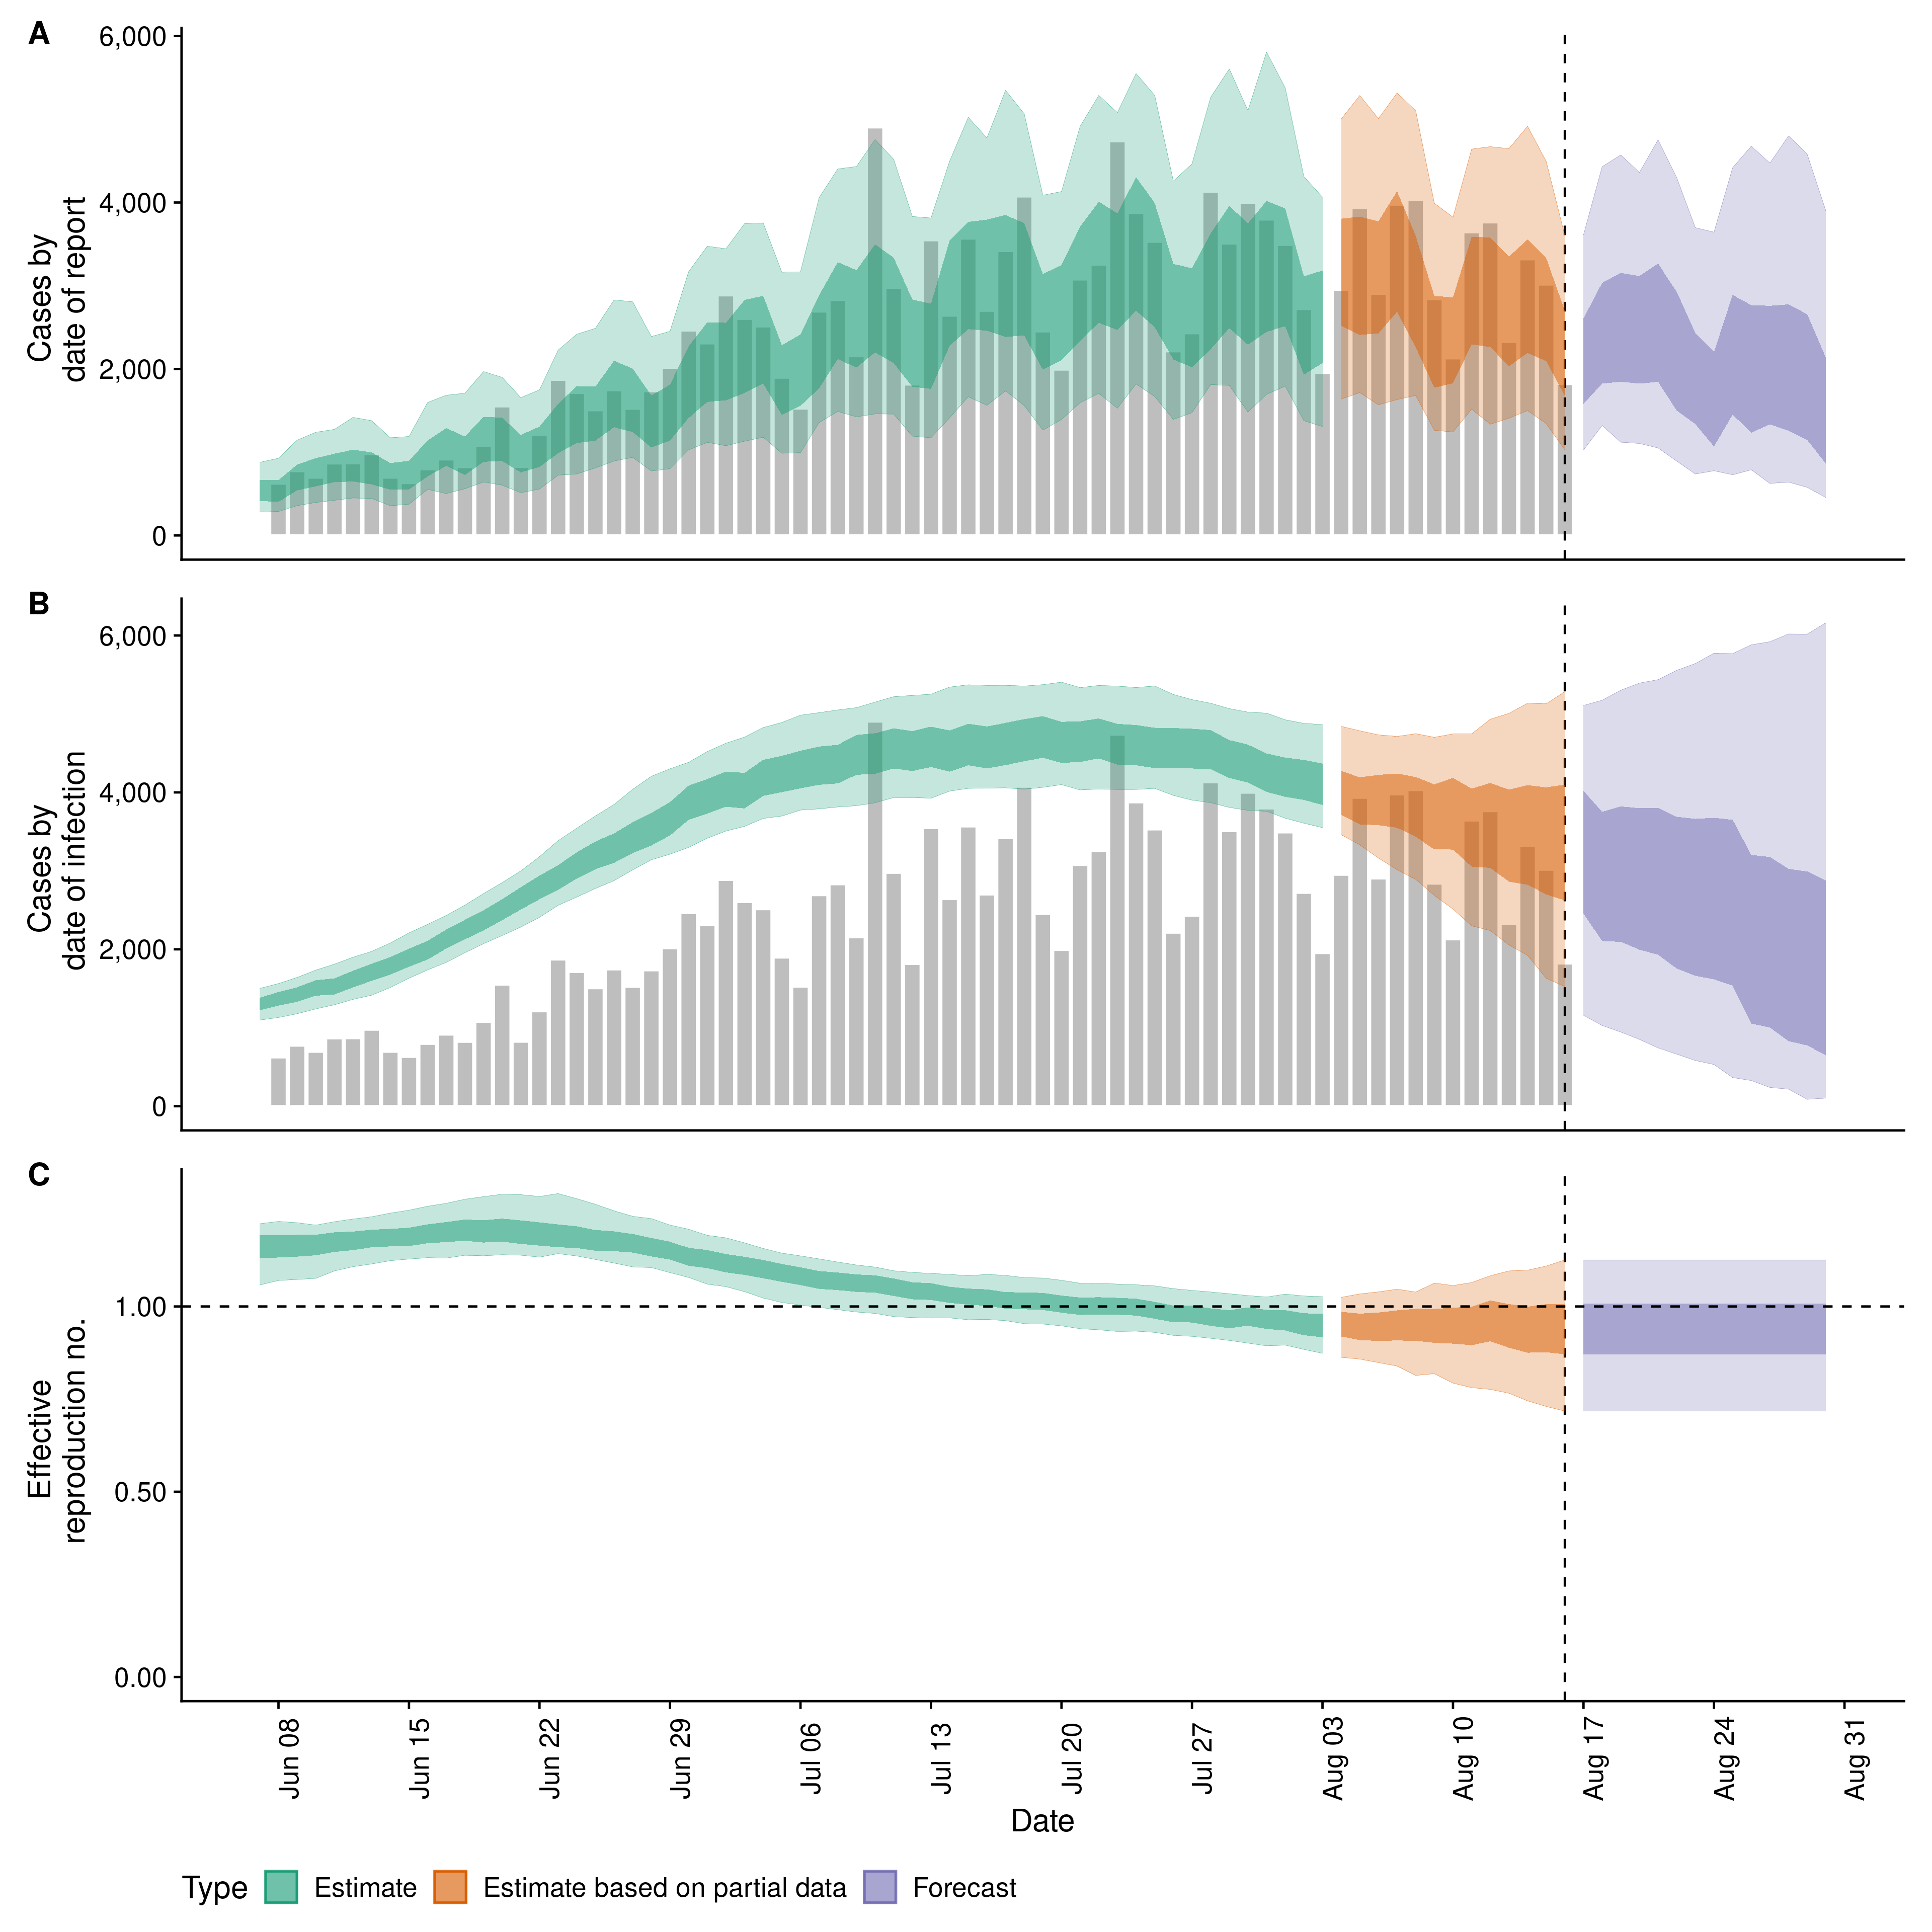 A
6,000
4,000
2,000
0
Cases by
date of report
B
6,000
4,000
2,000
0
Cases by
date of infection
C
1.00
0.50
0.00
Effective
reproduction no.
Jun 08
Jun 15
Jun 22
Jun 29
Jul 06
Jul 13
Jul 20
Jul 27
Aug 03
Aug 10
Aug 17
Aug 24
Aug 31
Date
Type Estimate Estimate based on partial data Forecast